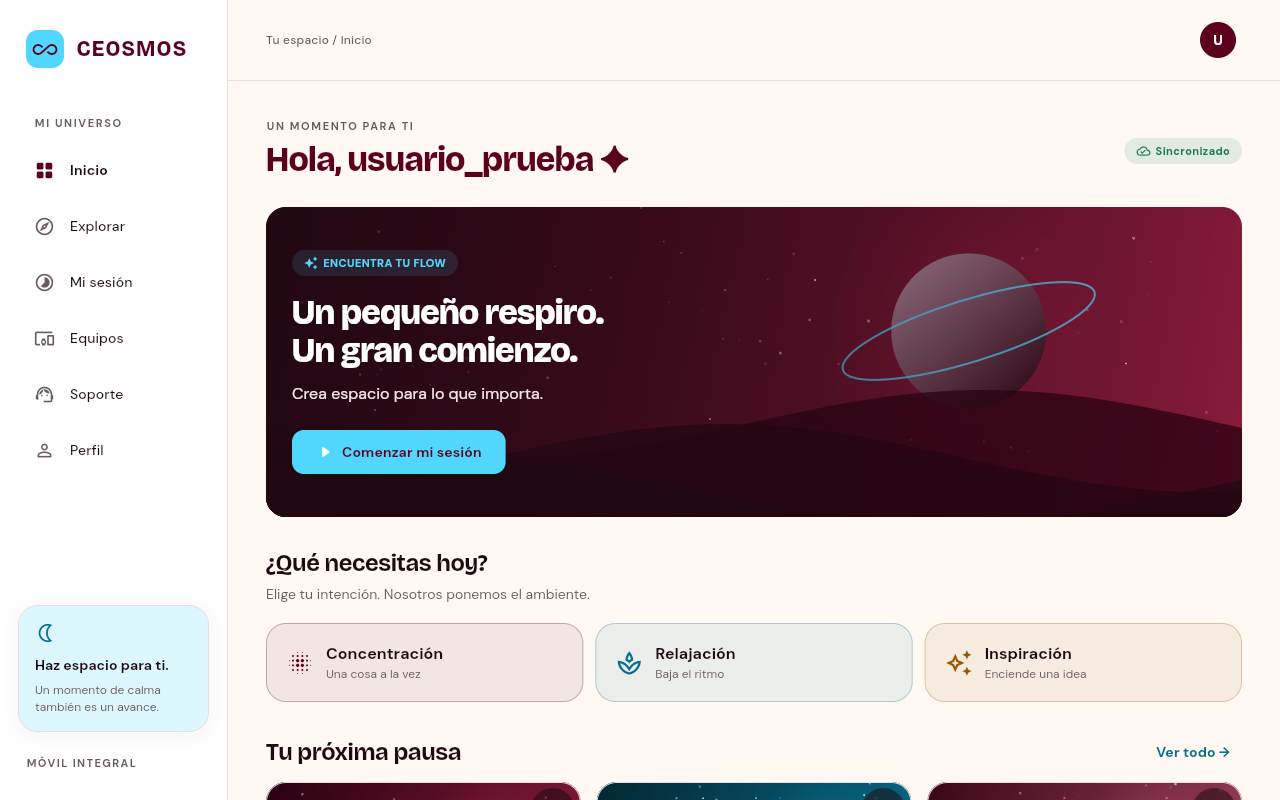 CEOSMOS
MI UNIVERSO
Inicio
Explorar
Mi sesión
Equipos
Soporte
Perfil
Haz espacio para ti.
Un momento de calma
también es un avance.
MÓVIL INTEGRAL
Tu espacio / Inicio
U
UN MOMENTO PARA TI
Hola, usuario_prueba ✦
Sincronizado
ENCUENTRA TU FLOW
Un pequeño respiro.
Un gran comienzo.
Crea espacio para lo que importa.
Comenzar mi sesión
¿Qué necesitas hoy?
Elige tu intención. Nosotros ponemos el ambiente.
Concentración
Una cosa a la vez
Relajación
Baja el ritmo
Inspiración
Enciende una idea
Tu próxima pausa
Ver todo →